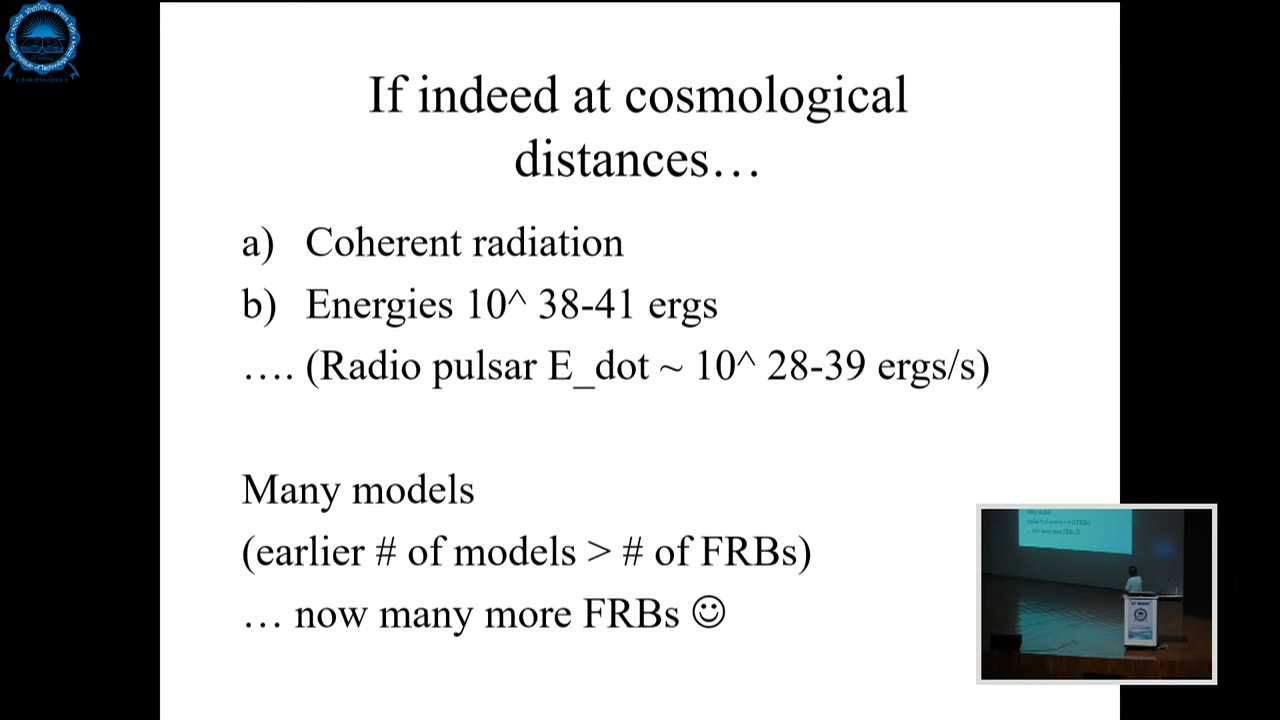 If indeed at cosmological
distances…
a) Coherent radiation
b) Energies 10^ 38-41 ergs
…. (Radio pulsar E_dot ~ 10^ 28-39 ergs/s)
Many models
(earlier # of models > # of FRBs)
… now many more FRBs ☺